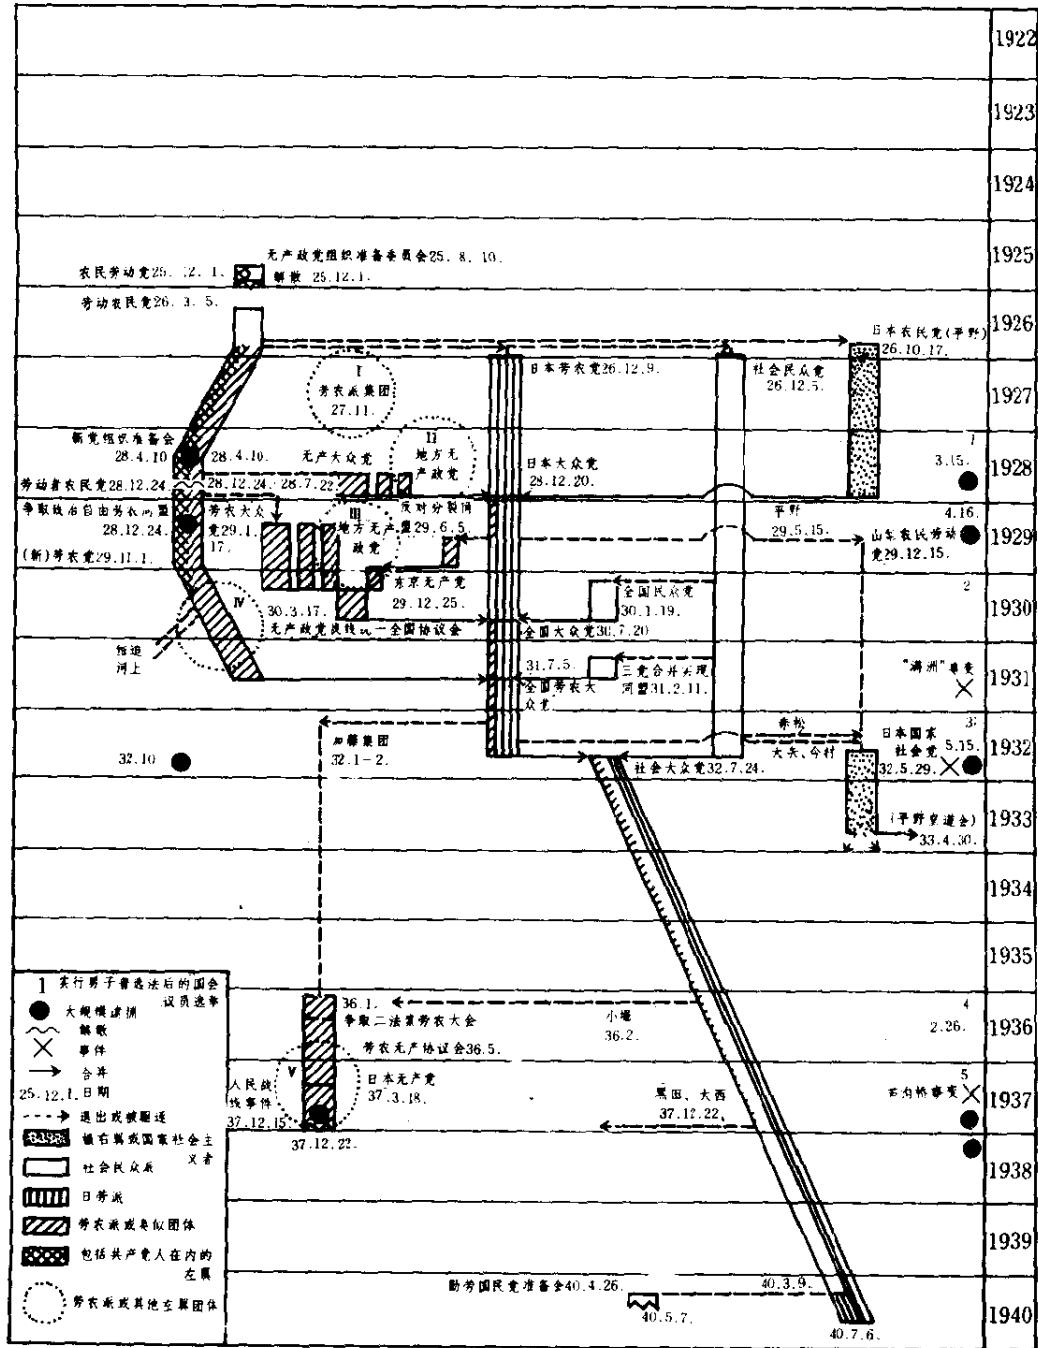 1922
1923
1924
1925
无产政党组织准备委员会25.8.10.
农民劳动党25.12.1.
解散 25.12.1.
劳动农民党26.3.5.
1926
日本农民党(平野)
26.10.17.
日本劳农党26.12.9.
社会民众党
26.12.5.
I
劳农派集团
27.11.
1927
新党组织准备会
28.4.10
28.4.10.
无产大众党
II
地方无
产政党
日本大众党
28.12.20.
1
3.15.
1928
劳动者农民党28.12.24
28.12.24.
28.7.22
争取政治自由劳农同盟
28.12.24.
劳农大众
党29.1.
17.
III
地方无产
政党
反对分裂同
盟29.6.5.
平野
29.5.15.
4.16.
山东农民劳动
党29.12.15.
1929
(新)劳农党29.11.1.
东京无产党
29.12.25.
IV
30.3.17.
无产政党战线统一全国协议会
全国民众党
30.1.19.
全国大众党30.7.20
2
1930
河上
31.7.5.
全国劳农大
众党
三党合并实现
同盟31.2.11.
"满洲"事变
1931
32.10
加藤集团
32.1-2.
赤松
大矢、今村
社会大众党32.7.24.
3
日本国家
社会党
32.5.29.
5.15.
1932
(平野皇道会)
33.4.30.
1933
1934
1935
36.1.
争取二法案劳农大会
小堀
36.2.
4
2.26.
1936
劳农无产协议会36.5.
V
人民战
线事件
37.12.15.
日本无产党
37.3.18.
37.12.22.
黑田、大西
37.12.22.
5
芦沟桥事变
1937
1938
1939
勤劳国民党准备会40.4.26.
40.5.7.
40.3.9.
40.7.6.
1940
1 实行男子普选法后的国会
议员选举
大规模逮捕
解散
事件
合并
25.12.1.日期
退出或被驱逐
极右翼或国家社会主
义者
社会民众派
日劳派
劳农派或类似团体
包括共产党人在内的
左翼
劳农派或其他左翼团体